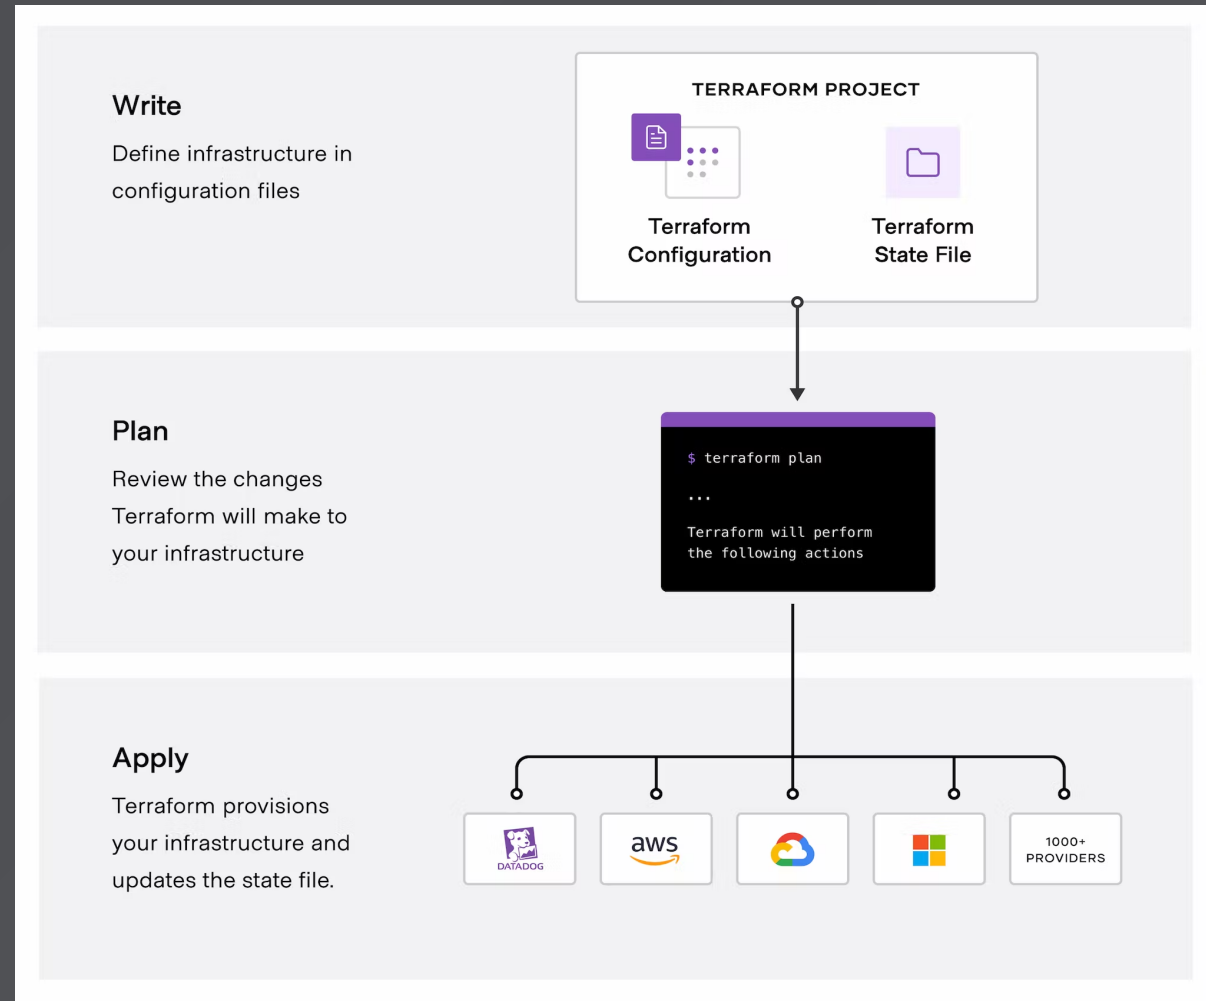 Write
Define infrastructure in
configuration files
TERRAFORM PROJECT
Terraform
Configuration
Terraform
State File
Plan
Review the changes
Terraform will make to
your infrastructure
$ terraform plan
...
Terraform will perform
the following actions
Apply
Terraform provisions
your infrastructure and
updates the state file.
DATADOG
aws
1000+
PROVIDERS